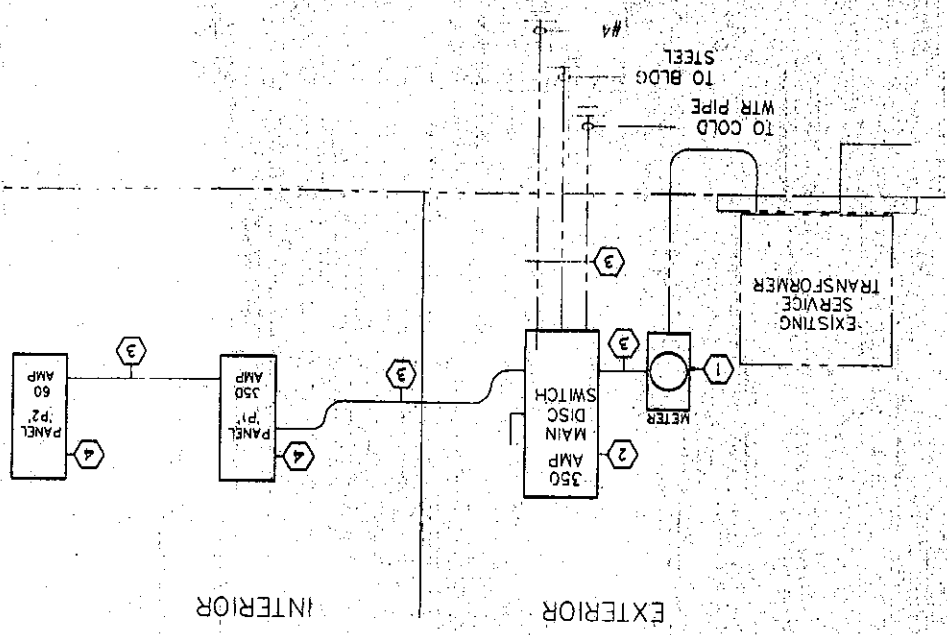 EXTERIOR
INTERIOR
EXISTING
SERVICE
TRANSFORMER
1
METER
3
2
350
AMP
MAIN
DISC
SWITCH
3
3
4
PANEL
'P1'
350
AMP
3
4
PANEL
'P2'
60
AMP
TO COLD
WTR PIPE
TO BLDG
STEEL
#4